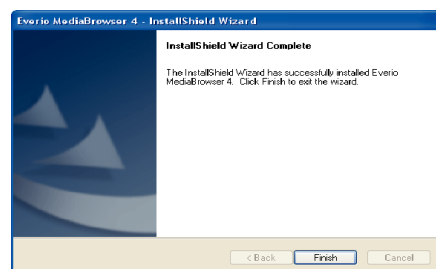 Everio MediaBrowser 4 - InstallShield Wizard
InstallShield Wizard Complete
The InstallShield Wizard has successfully installed Everio
MediaBrowser 4. Click Finish to exit the wizard.
< Back Finish Cancel